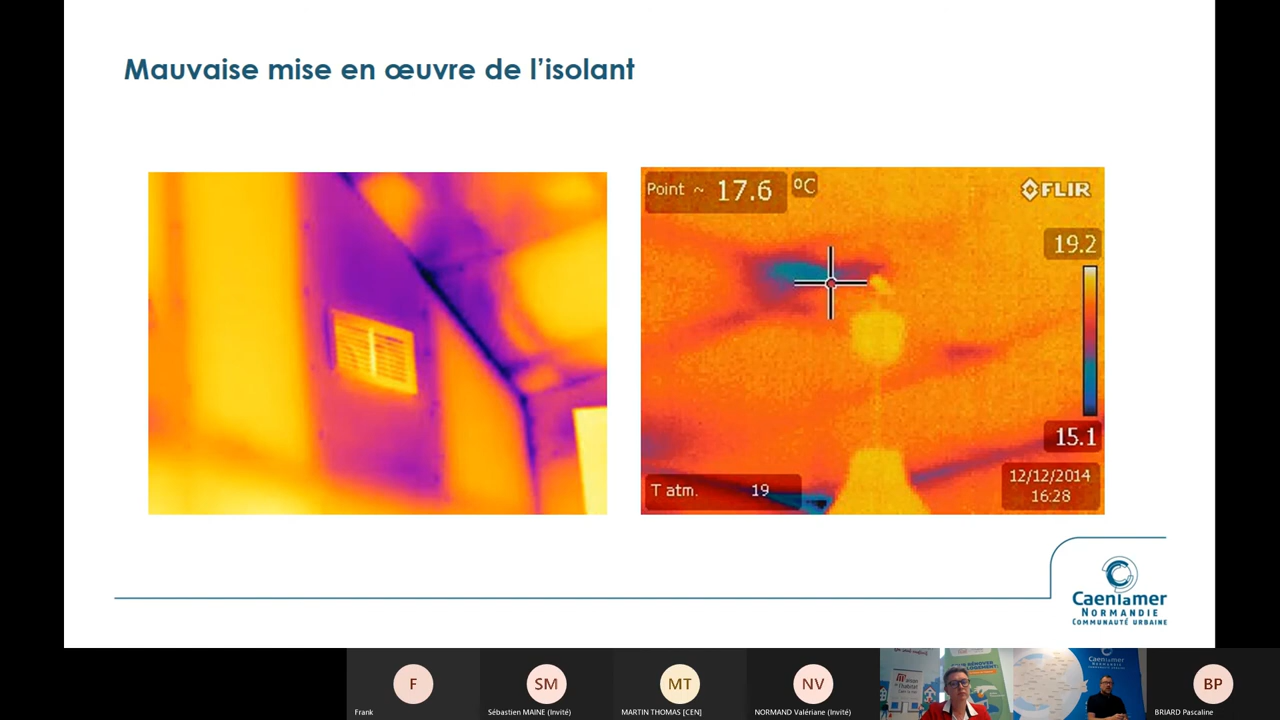 Mauvaise mise en œuvre de l'isolant
Point ~ 17.6 °C
FLIR
19.2
15.1
T atm. 19
12/12/2014
16:28
Caenlamer
NORMANDIE
COMMUNAUTÉ URBAINE
F
SM
MT
NV
BP
Frank
Sébastien MAINE (Invité)
MARTIN THOMAS [CEN]
NORMAND Valériane (Invité)
BRIARD Pascaline
Caenlamer